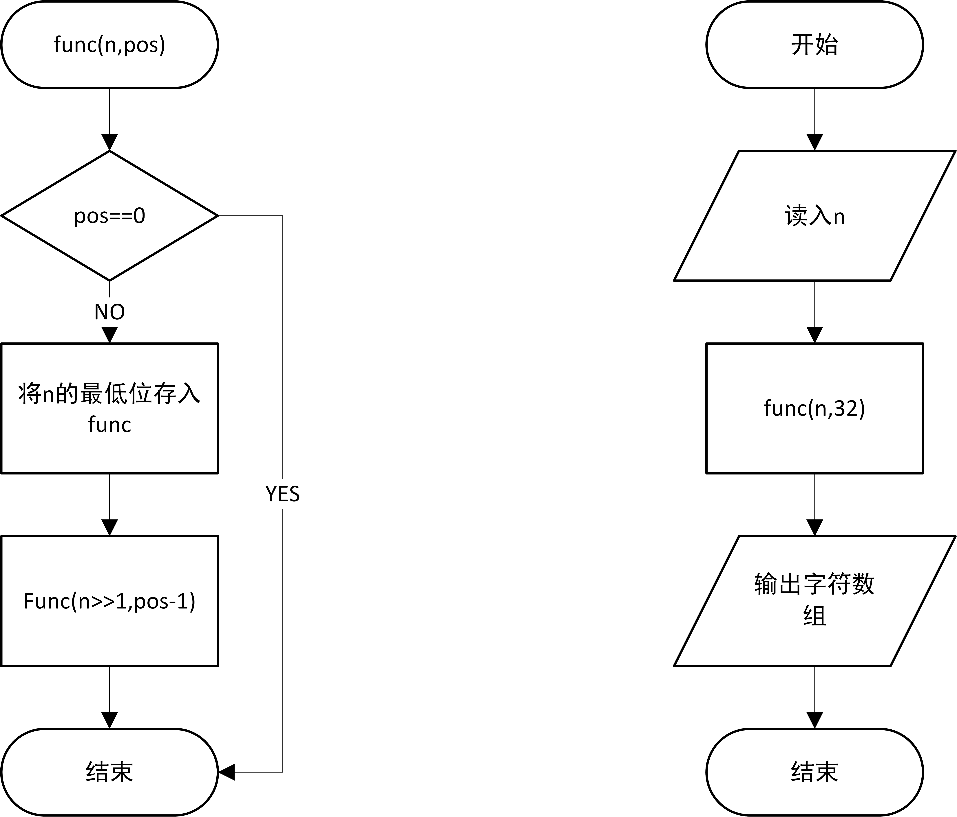 func(n,pos)
pos==0
NO
将n的最低位存入
func
YES
Func(n>>1,pos-1)
结束
开始
读入n
func(n,32)
输出字符数
组
结束